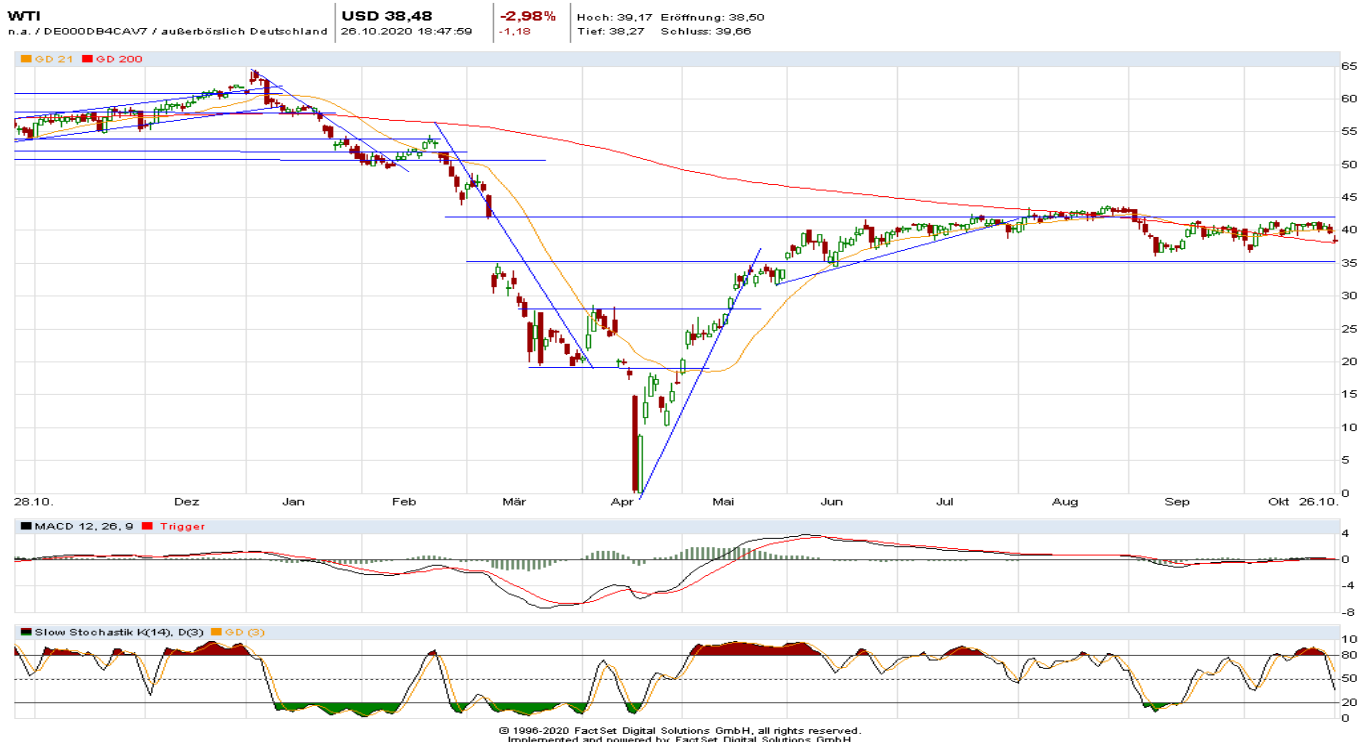 WTI
n.a. / DE000DB4CAV7 / außerbörslich Deutschland
USD 38,48
26.10.2020 18:47:59
-2,98%
-1,18
Hoch: 39,17 Eröffnung: 38,50
Tief: 38,27 Schluss: 39,66
GD 21 GD 200
65
60
55
50
45
40
35
30
25
20
15
10
5
0
28.10. Dez Jan Feb Mär Apr Mai Jun Jul Aug Sep Okt 26.10.
MACD 12, 26, 9 Trigger
4
0
-4
-8
Slow Stochastik K(14), D(3) GD (3)
10
80
50
20
0
© 1996-2020 FactSet Digital Solutions GmbH, all rights reserved.
Implemented and powered by FactSet Digital Solutions GmbH